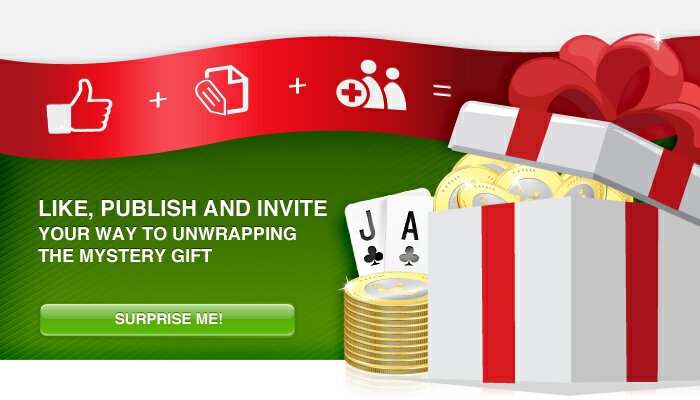 + + =
LIKE, PUBLISH AND INVITE
YOUR WAY TO UNWRAPPING
THE MYSTERY GIFT
J A
SURPRISE ME!